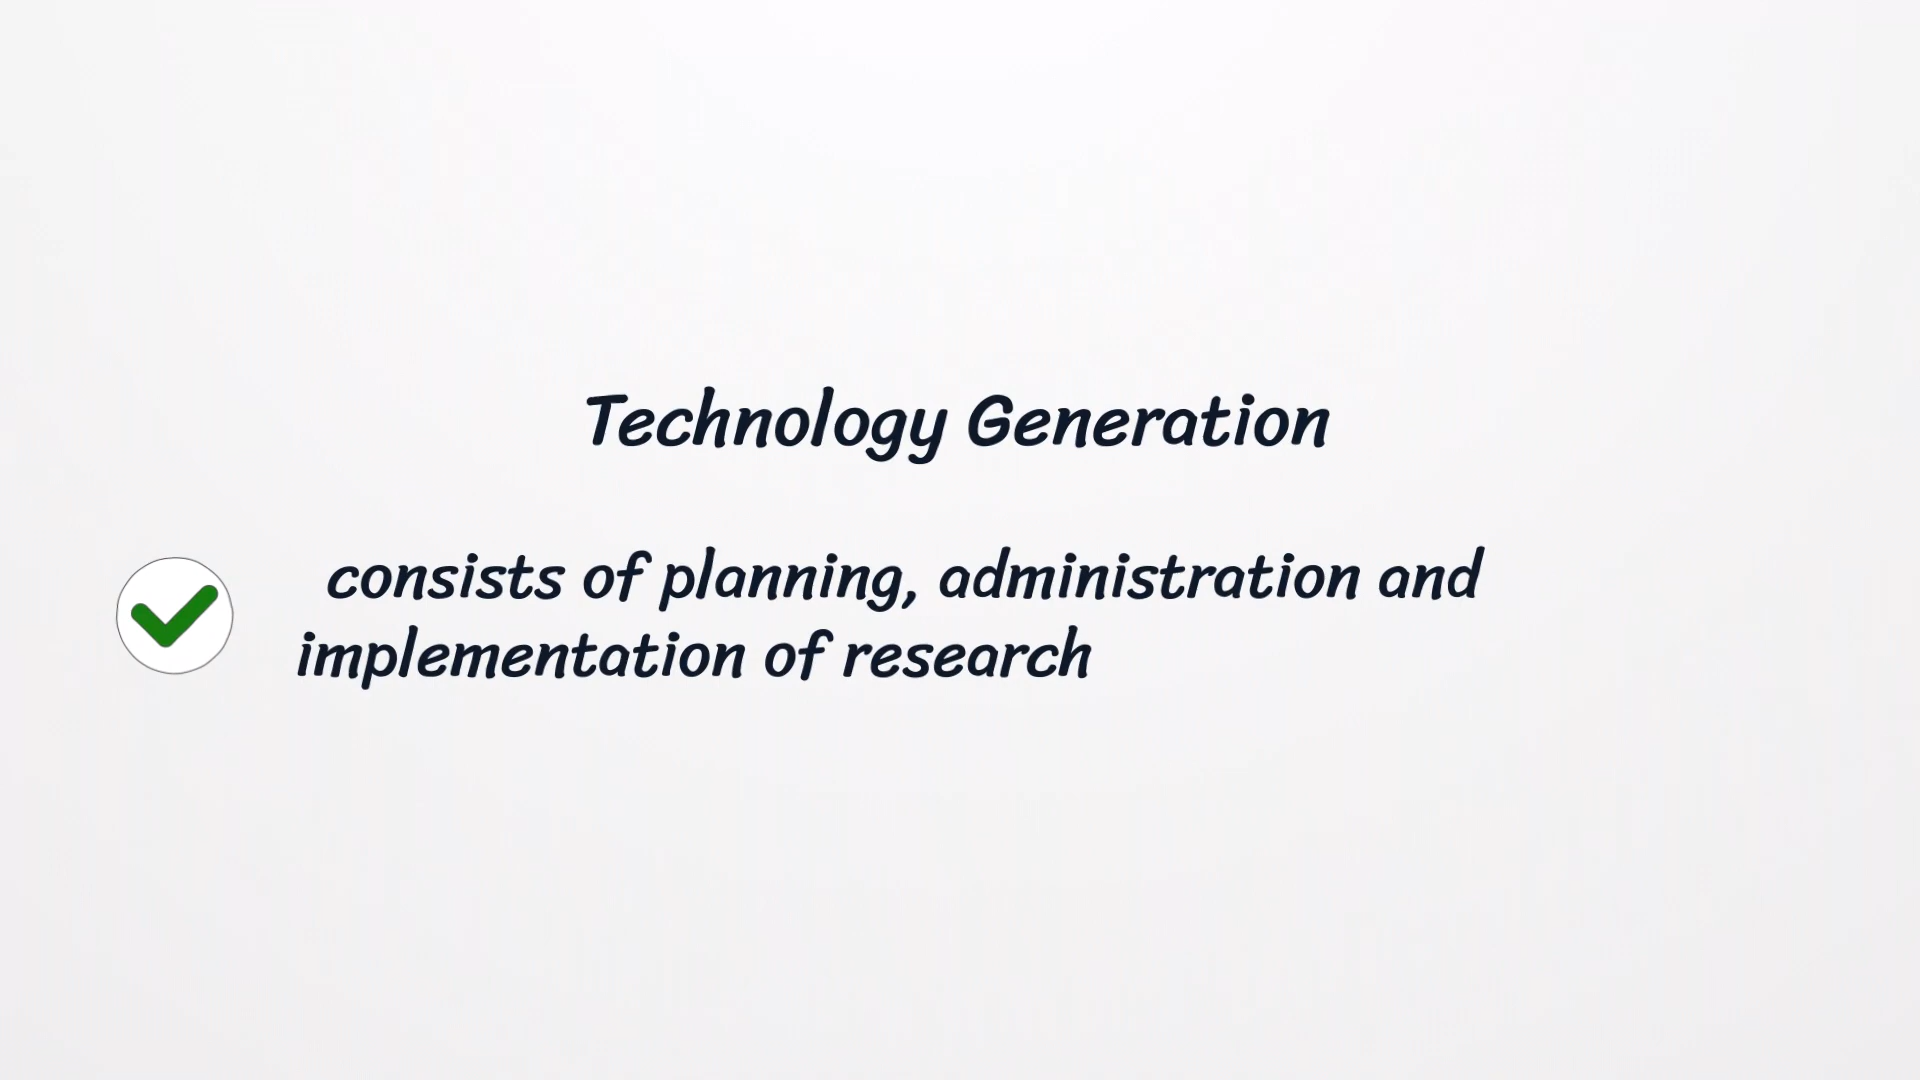 Technology Generation
consists of planning, administration and
implementation of research